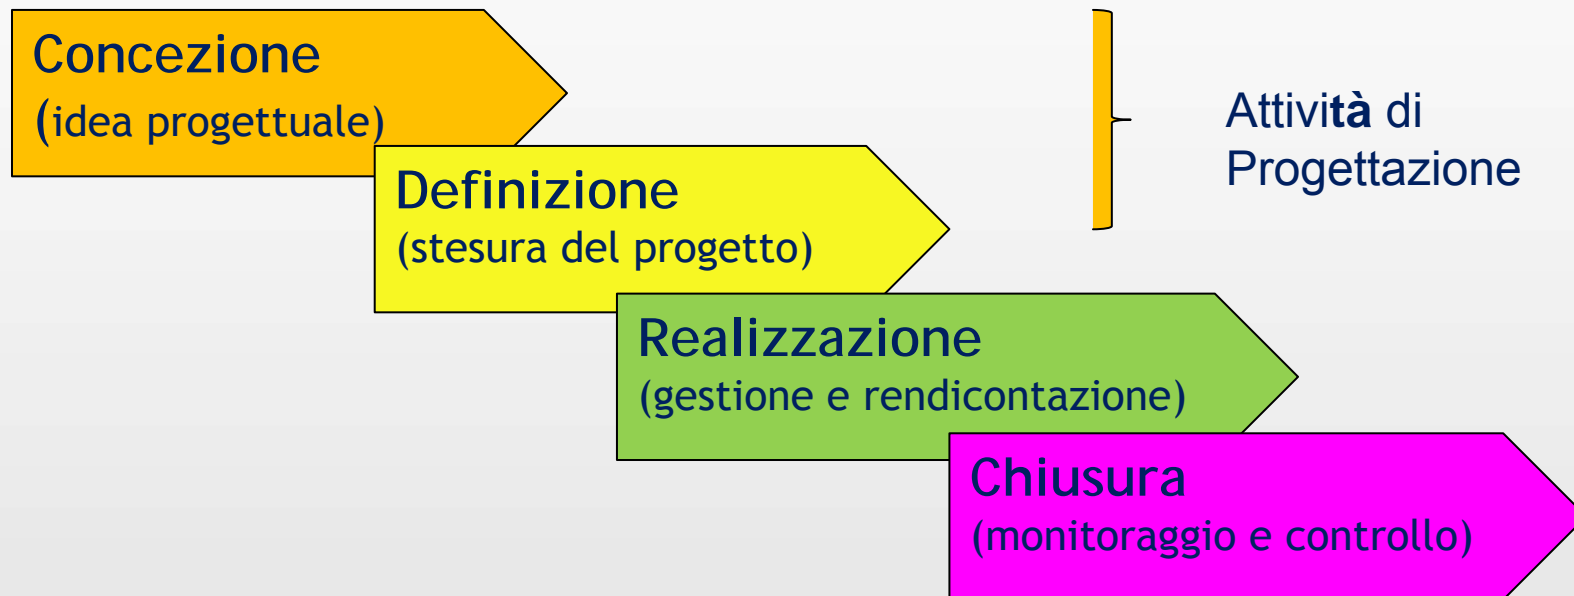 Concezione
(idea progettuale)
Attività di
Progettazione
Definizione
(stesura del progetto)
Realizzazione
(gestione e rendicontazione)
Chiusura
(monitoraggio e controllo)